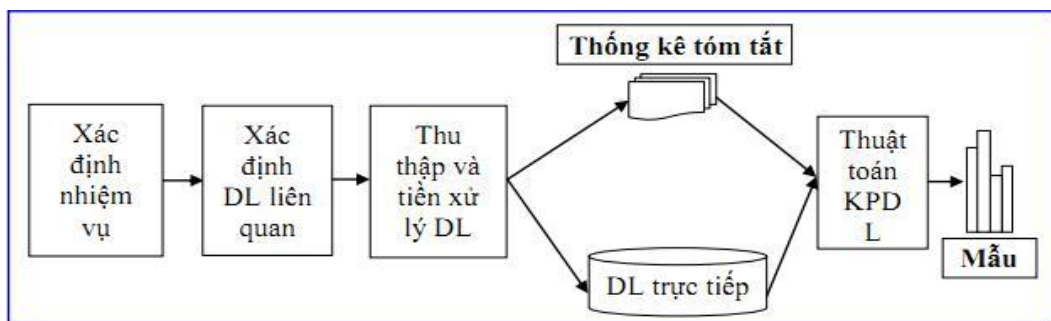 Xác
định
nhiệm
vụ
Xác
định
DL liên
quan
Thu
thập và
tiền xử
lý DL
Thống kê tóm tắt
DL trực tiếp
Thuật
toán
KPD
L
Mẫu